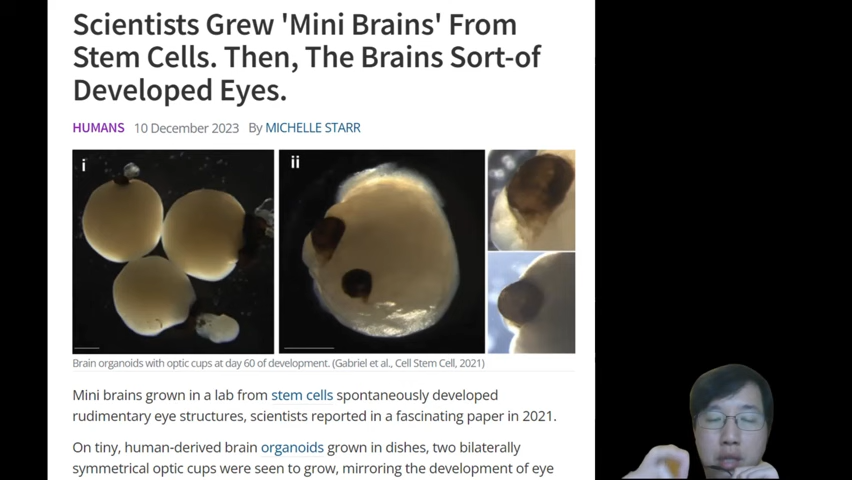 Scientists Grew 'Mini Brains' From
Stem Cells. Then, The Brains Sort-of
Developed Eyes.
HUMANS 10 December 2023 By MICHELLE STARR
i
ii
Brain organoids with optic cups at day 60 of development. (Gabriel et al., Cell Stem Cell, 2021)
Mini brains grown in a lab from stem cells spontaneously developed
rudimentary eye structures, scientists reported in a fascinating paper in 2021.
On tiny, human-derived brain organoids grown in dishes, two bilaterally
symmetrical optic cups were seen to grow, mirroring the development of eye